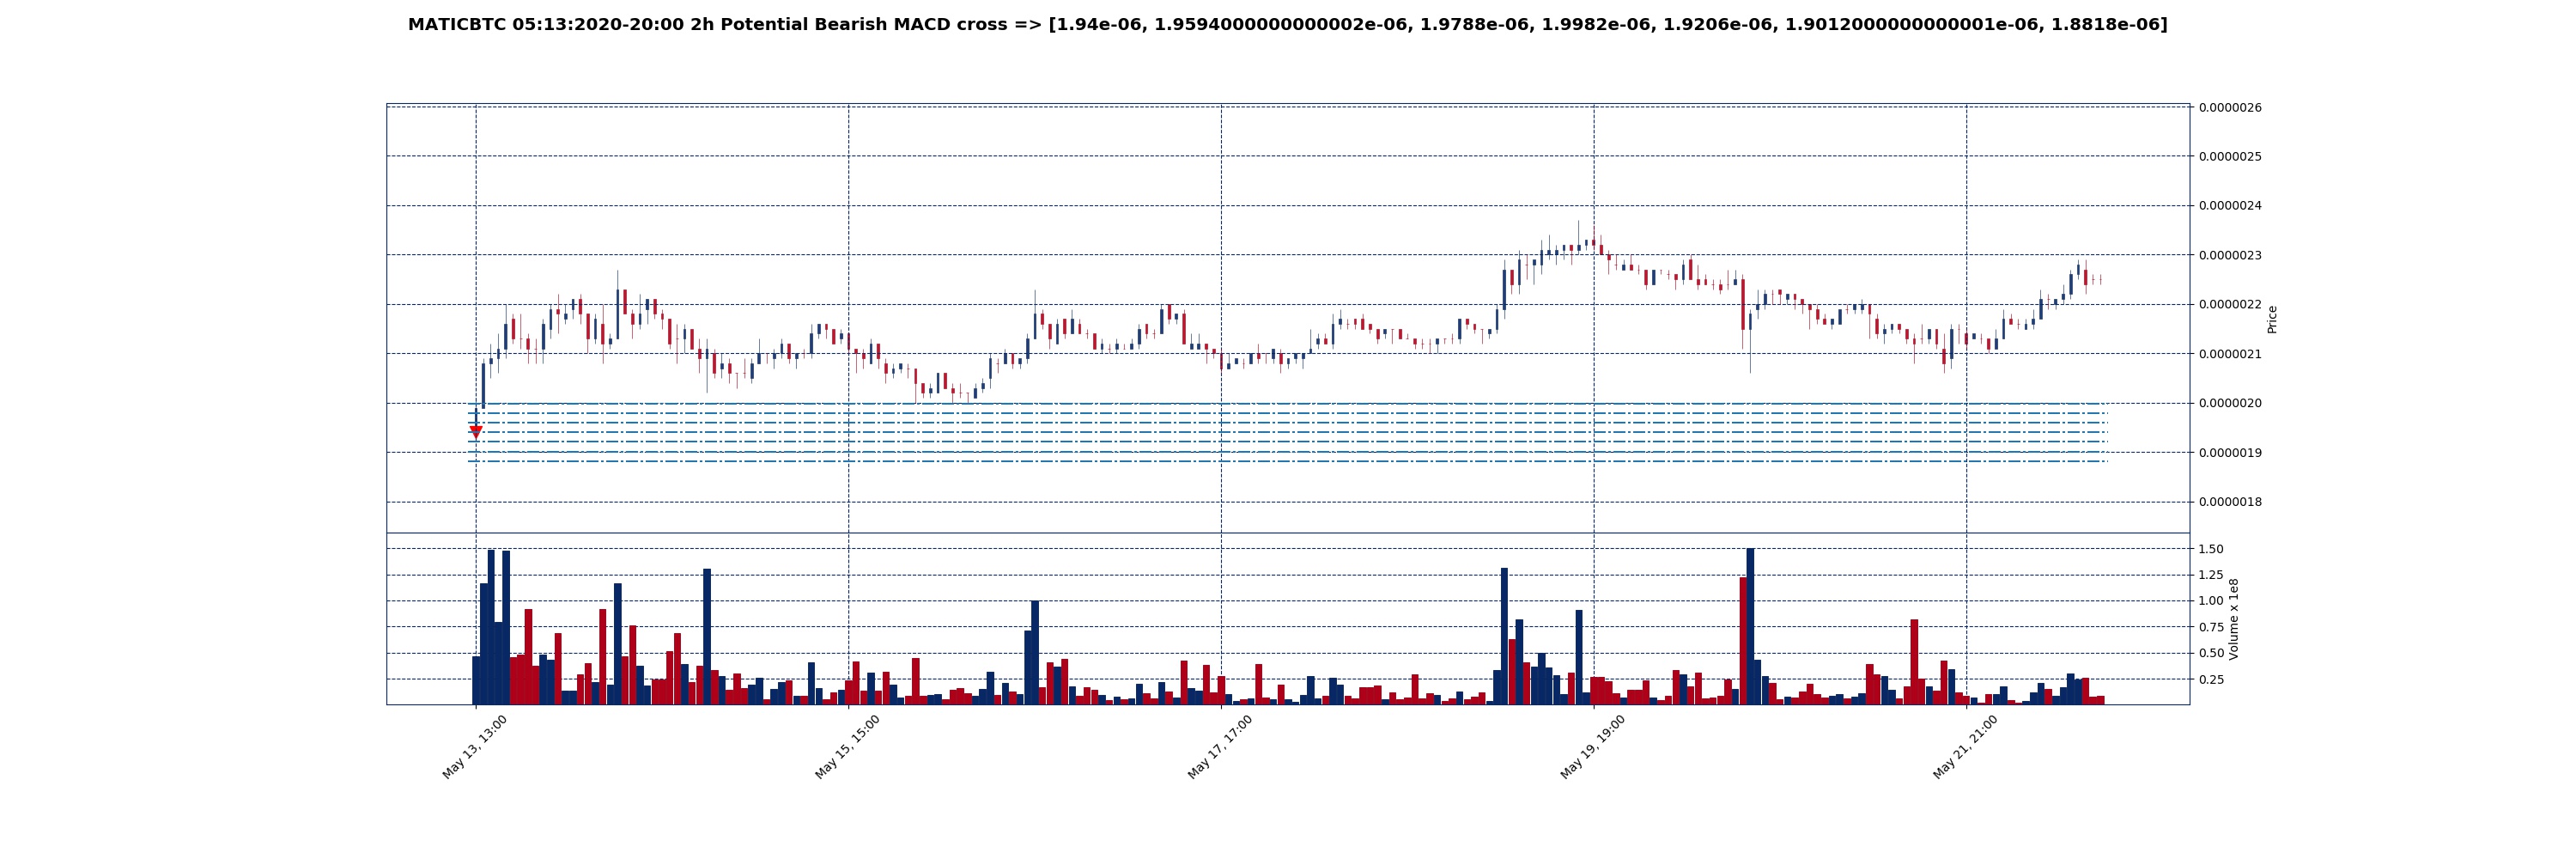 MATICBTC 05:13:2020-20:00 2h Potential Bearish MACD cross => [1.94e-06, 1.9594000000000002e-06, 1.9788e-06, 1.9982e-06, 1.9206e-06, 1.9012000000000001e-06, 1.8818e-06]
0.0000026
0.0000025
0.0000024
0.0000023
0.0000022
0.0000021
0.0000020
0.0000019
0.0000018
Price
1.50
1.25
1.00
0.75
0.50
0.25
Volume x 1e8
May 13, 13:00
May 15, 15:00
May 17, 17:00
May 19, 19:00
May 21, 21:00